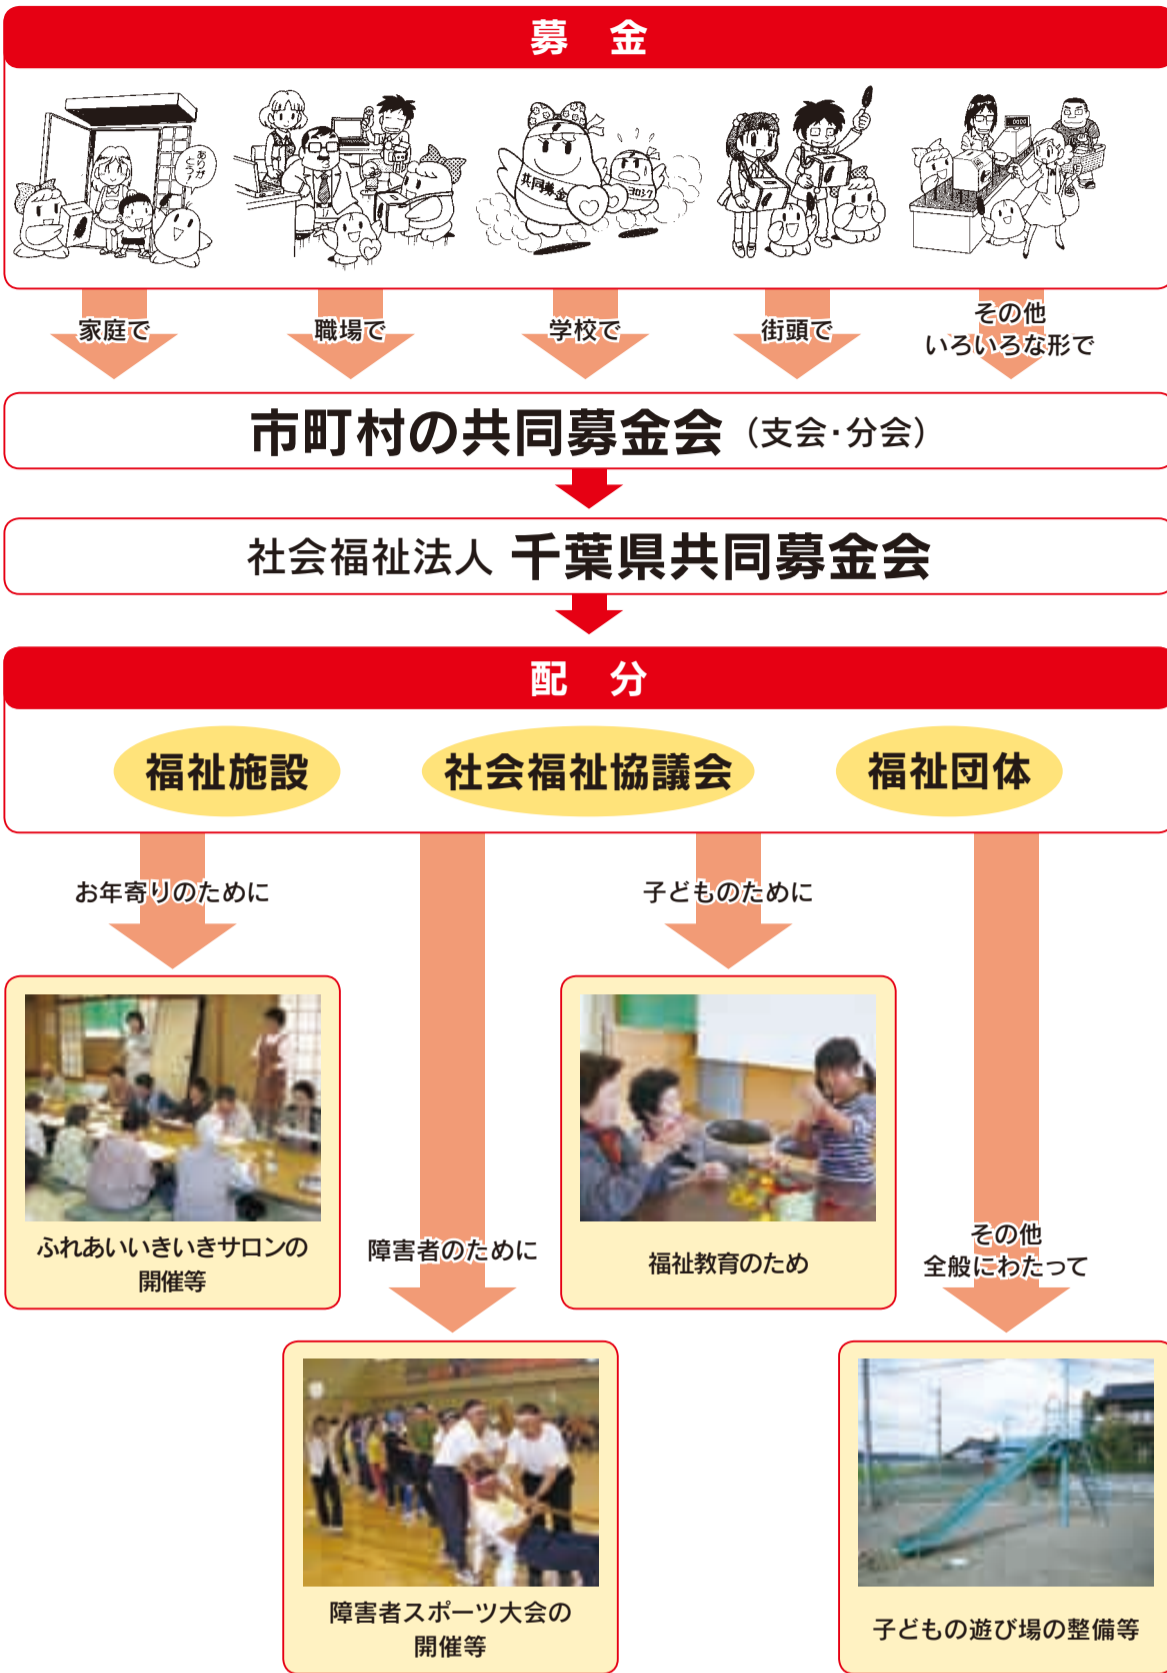 募 金
ありがとう!
共同募金
家庭で
職場で
学校で
街頭で
その他
いろいろな形で
市町村の共同募金会（支会・分会）
社会福祉法人 千葉県共同募金会
配 分
福祉施設
社会福祉協議会
福祉団体
お年寄りのために
子どものために
ふれあいいきいきサロンの
開催等
障害者のために
福祉教育のため
その他
全般にわたって
障害者スポーツ大会の
開催等
子どもの遊び場の整備等